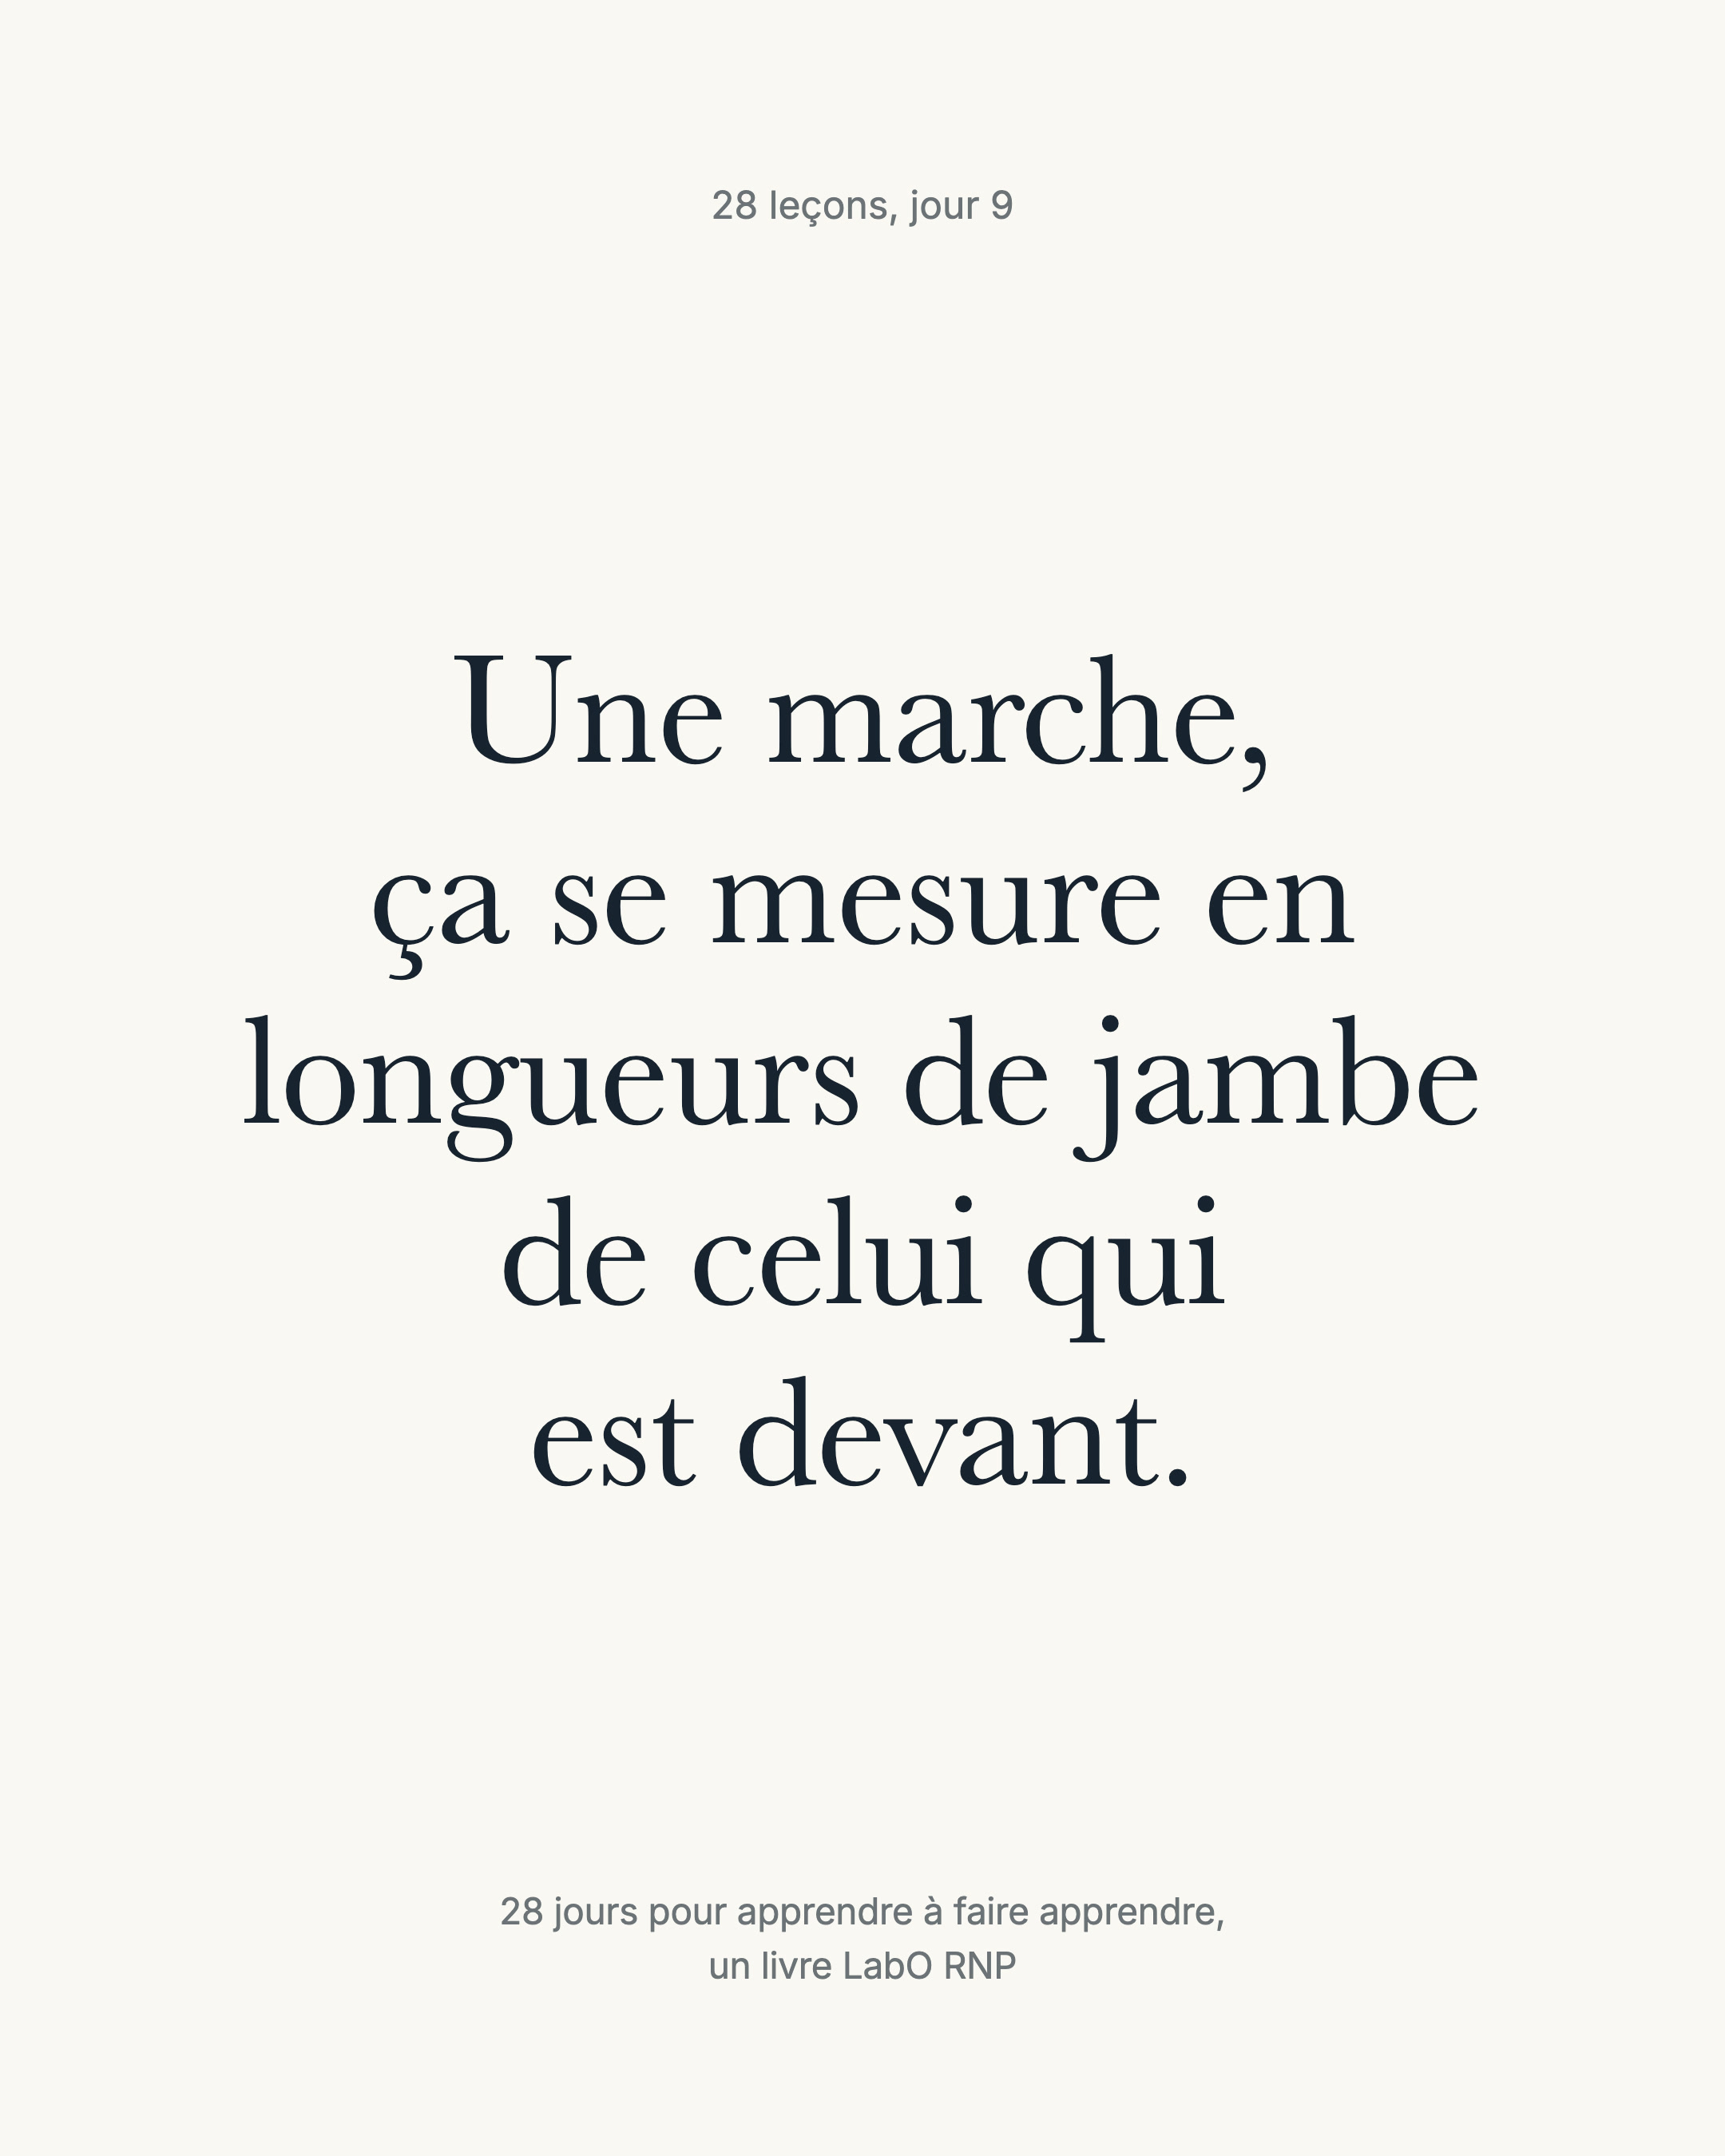 28 leçons, jour 9
Une marche,
ça se mesure en
longueurs de jambe
de celui qui
est devant.
28 jours pour apprendre à faire apprendre,
un livre LabO RNP